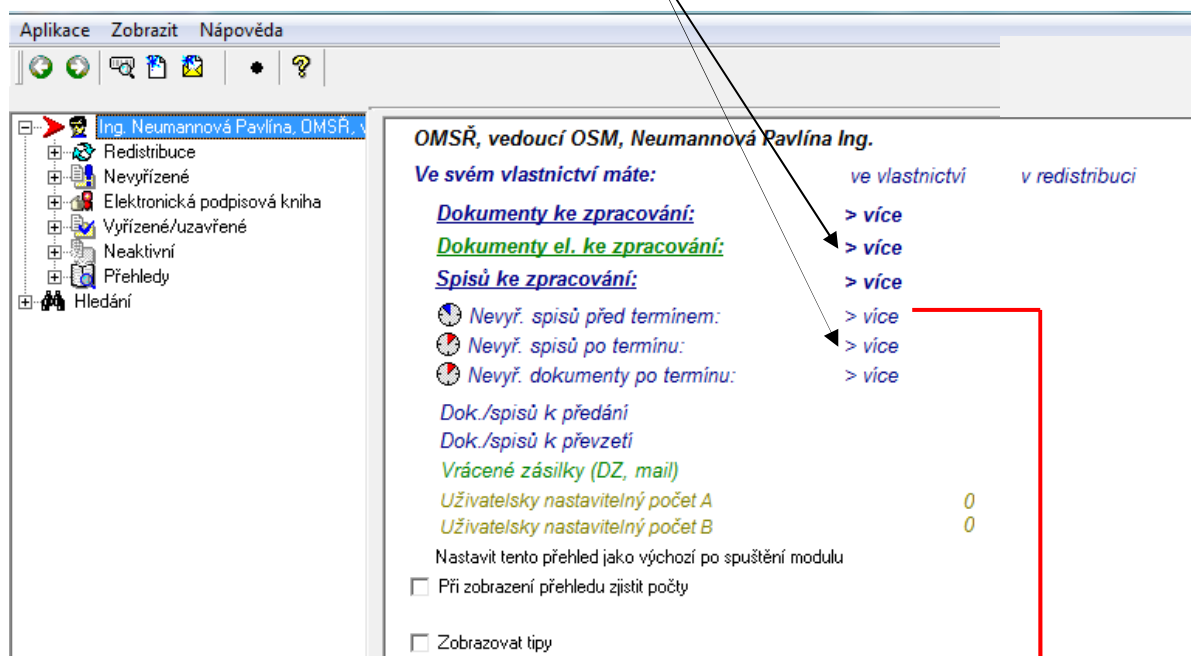 Aplikace Zobrazit Nápověda
Ing. Neumannová Pavlína, OMSŘ, v
Redistribuce
Nevyřízené
Elektronická podpisová kniha
Vyřízené/uzavřené
Neaktivní
Přehledy
Hledání
OMSŘ, vedoucí OSM, Neumannová Pavlína Ing.
Ve svém vlastnictví máte: ve vlastnictví v redistribuci
Dokumenty ke zpracování: > více
Dokumenty el. ke zpracování: > více
Spisů ke zpracování: > více
Nevyř. spisů před termínem: > více
Nevyř. spisů po termínu: > více
Nevyř. dokumenty po termínu: > více
Dok./spisů k předání
Dok./spisů k převzetí
Vrácené zásilky (DZ, mail)
Uživatelsky nastavitelný počet A 0
Uživatelsky nastavitelný počet B 0
Nastavit tento přehled jako výchozí po spuštění modulu
Při zobrazení přehledu zjistit počty
Zobrazovat tipy